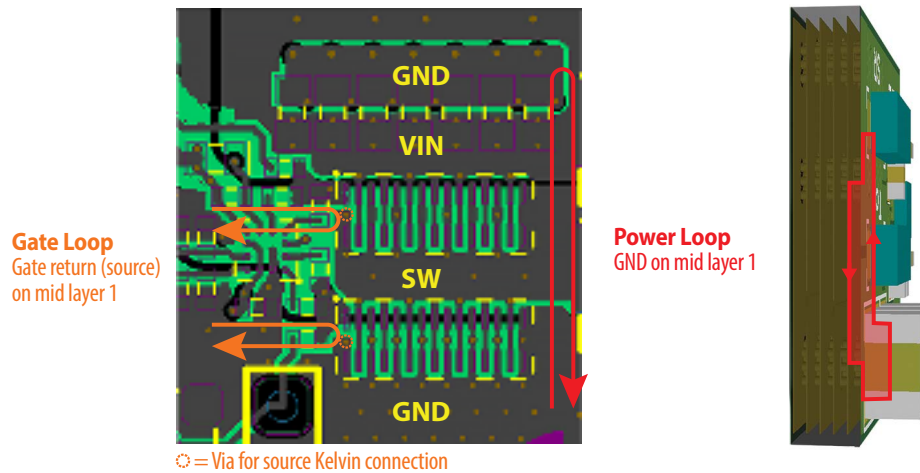 GND
VIN
Gate Loop
Gate return (source)
on mid layer 1
SW
GND
Power Loop
GND on mid layer 1
= Via for source Kelvin connection